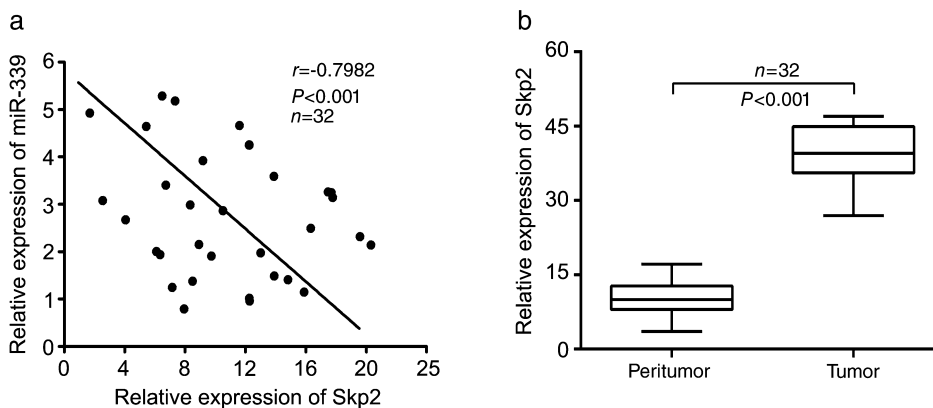 a
Relative expression of miR-339
6
5
4
3
2
1
0
r=-0.7982
P<0.001
n=32
0 4 8 12 16 20 25
Relative expression of Skp2
b
Relative expression of Skp2
60
45
30
15
0
n=32
P<0.001
Peritumor Tumor